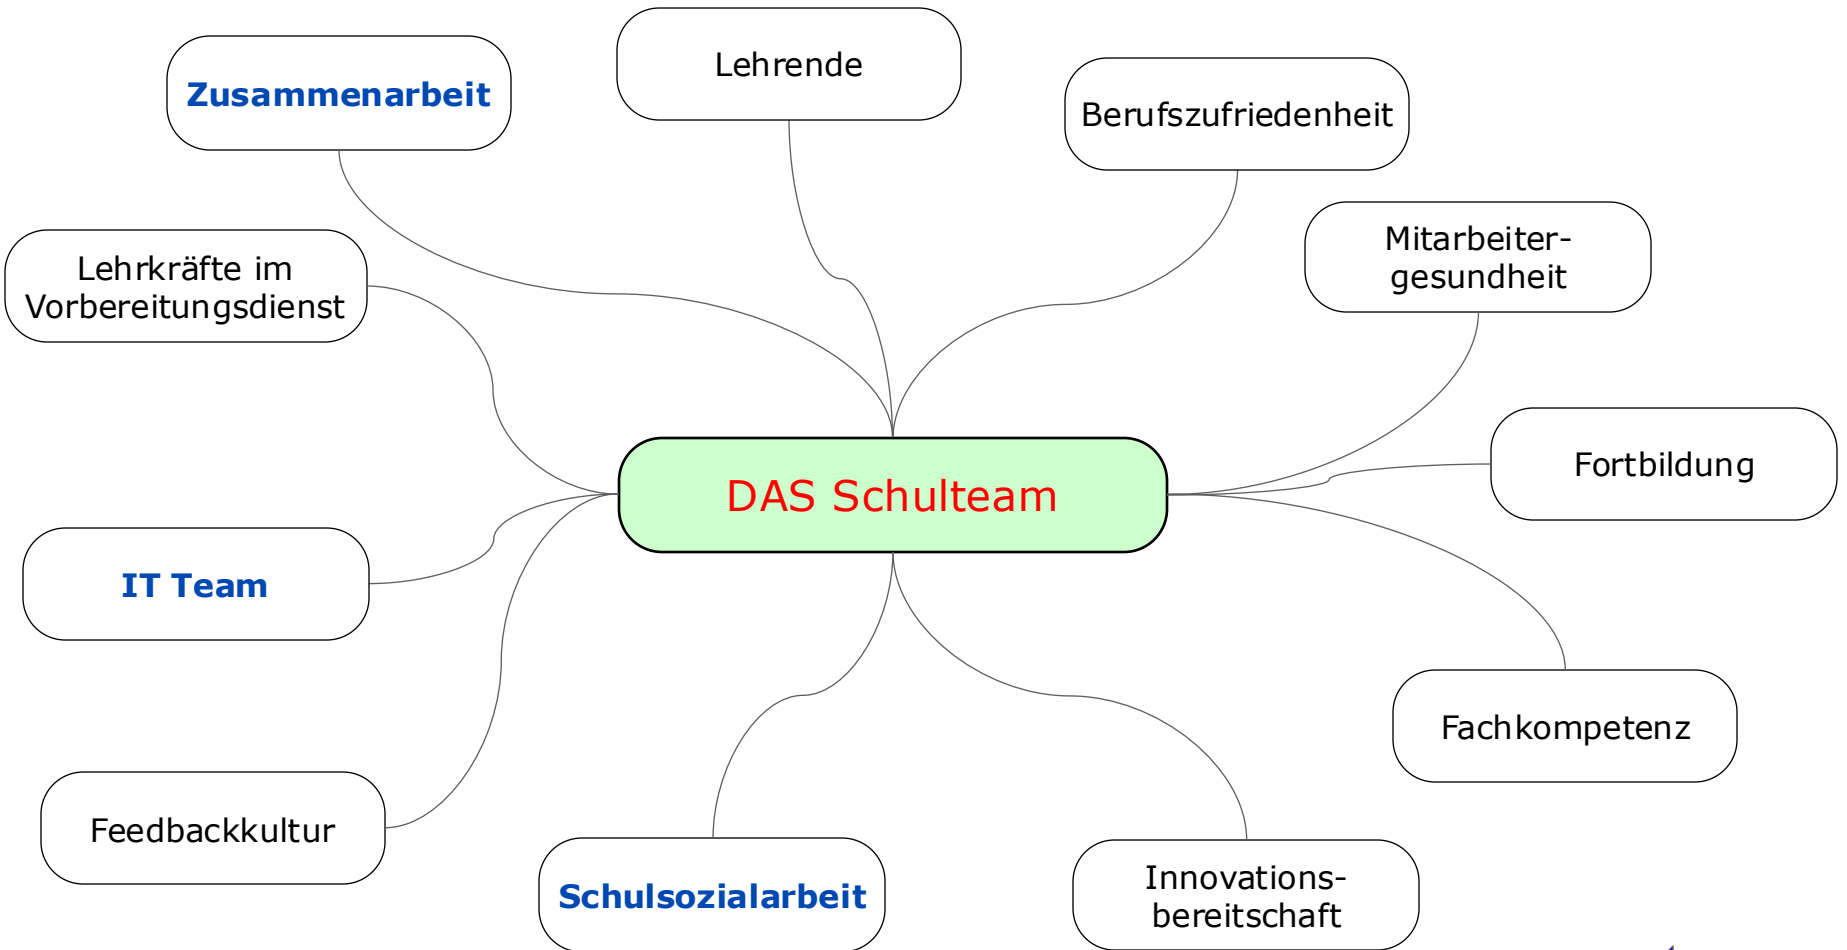 Lehrende
Zusammenarbeit
Berufszufriedenheit
Mitarbeiter-
gesundheit
Lehrkräfte im
Vorbereitungsdienst
Fortbildung
DAS Schulteam
IT Team
Fachkompetenz
Feedbackkultur
Schulsozialarbeit
Innovations-
bereitschaft